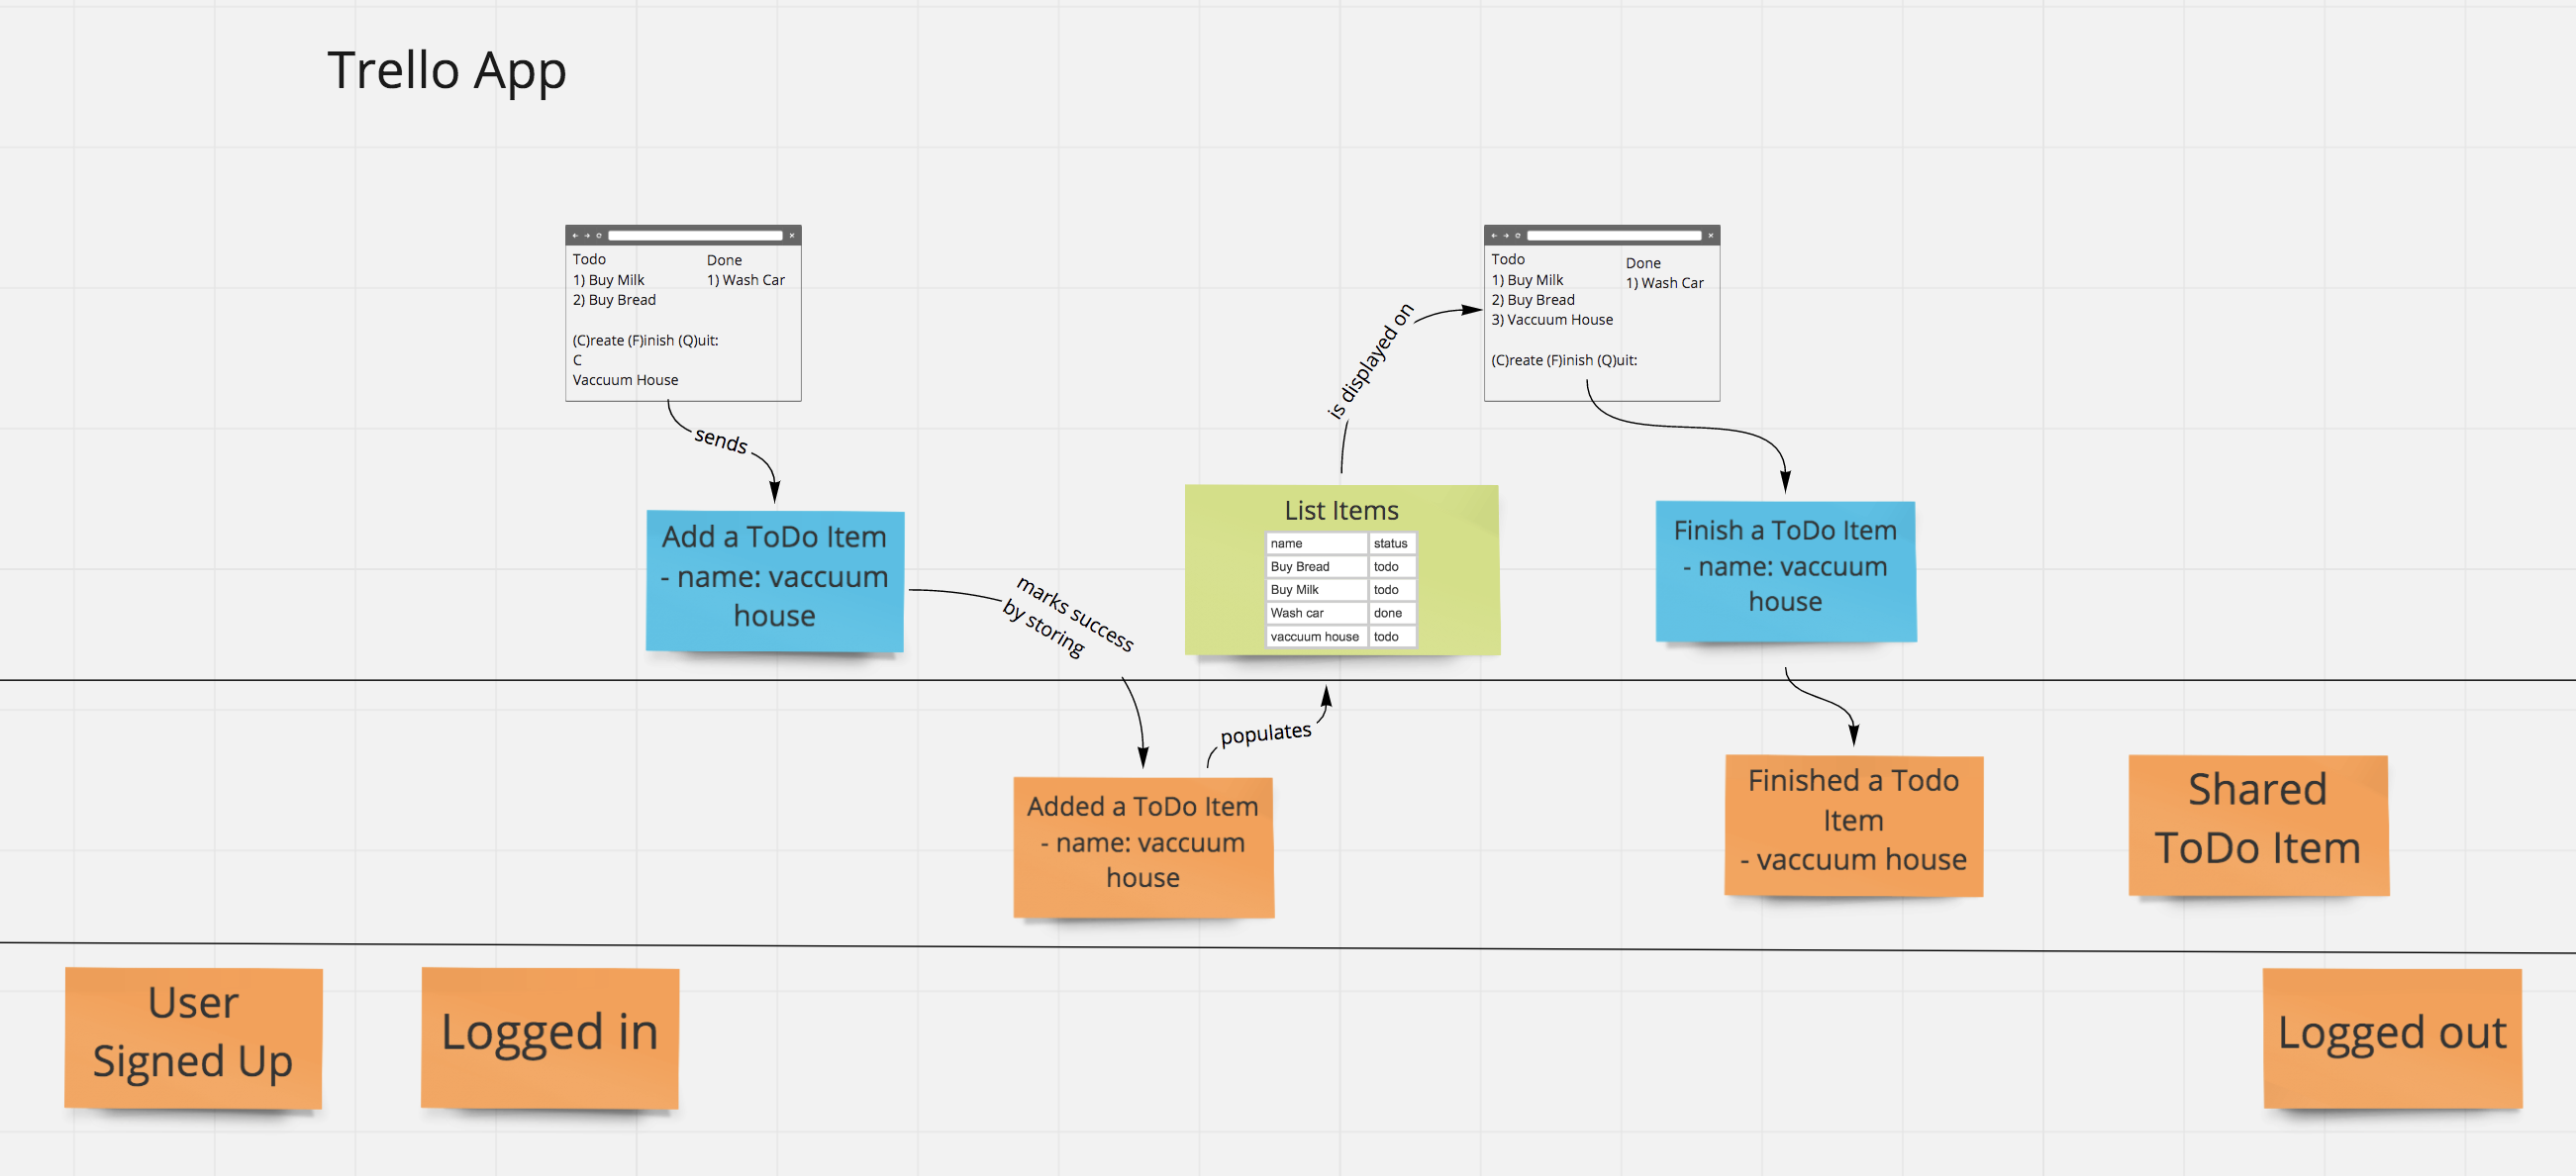 Trello App
Todo
1) Buy Milk
2) Buy Bread
Done
1) Wash Car
(C)reate (F)inish (Q)uit:
C
Vaccuum House
Todo
1) Buy Milk
2) Buy Bread
3) Vaccuum House
Done
1) Wash Car
(C)reate (F)inish (Q)uit:
sends
is displayed on
Add a ToDo Item
- name: vaccuum
house
marks success
by storing
List Items
name status
Buy Bread todo
Buy Milk todo
Wash car done
vaccuum house todo
Finish a ToDo Item
- name: vaccuum
house
populates
Added a ToDo Item
- name: vaccuum
house
Finished a Todo
Item
- vaccuum house
Shared
ToDo Item
User
Signed Up
Logged in
Logged out